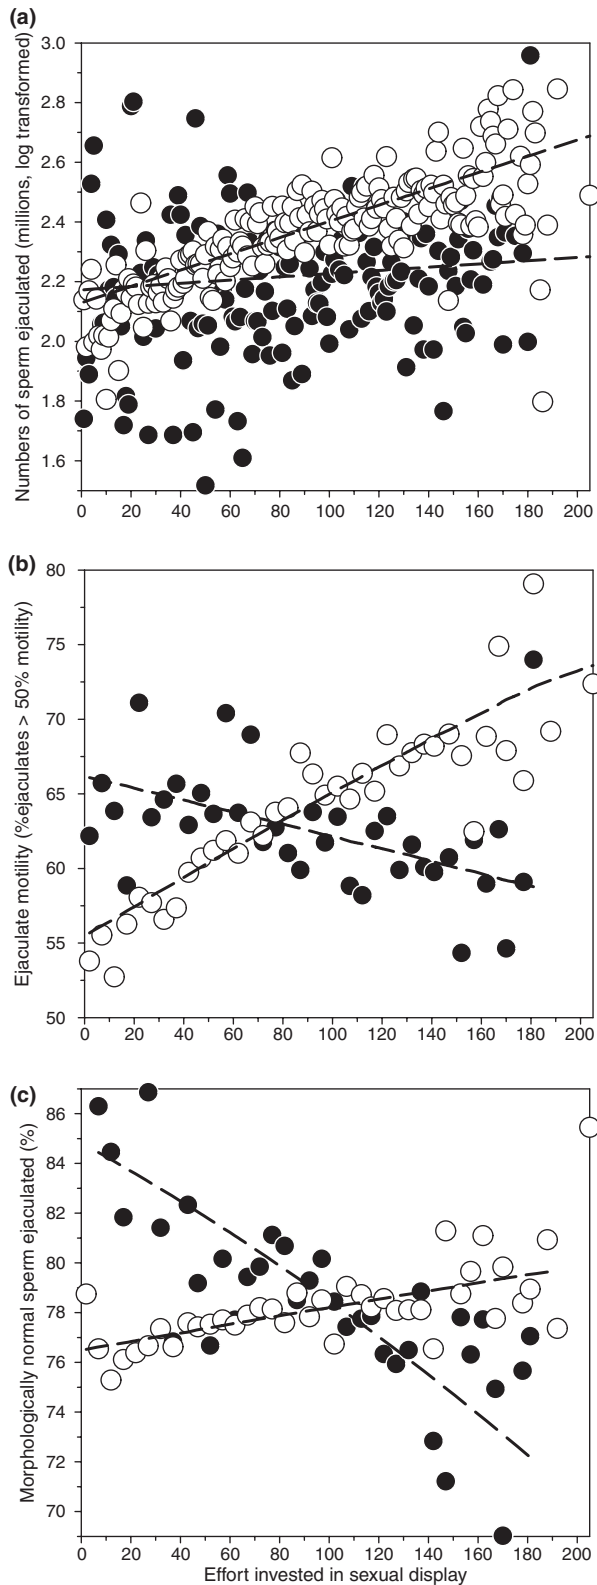 (a)
Numbers of sperm ejaculated (millions, log transformed)
3.0
2.8
2.6
2.4
2.2
2.0
1.8
1.6
0 20 40 60 80 100 120 140 160 180 200
(b)
Ejaculate motility (%ejaculates > 50% motility)
80
75
70
65
60
55
50
0 20 40 60 80 100 120 140 160 180 200
(c)
Morphologically normal sperm ejaculated (%)
86
84
82
80
78
76
74
72
70
0 20 40 60 80 100 120 140 160 180 200
Effort invested in sexual display